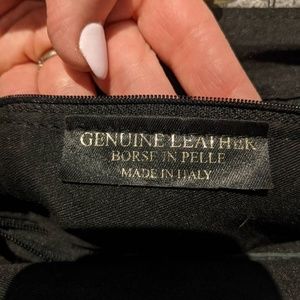 GENUINE LEATHER
BORSE IN PELLE
MADE IN ITALY